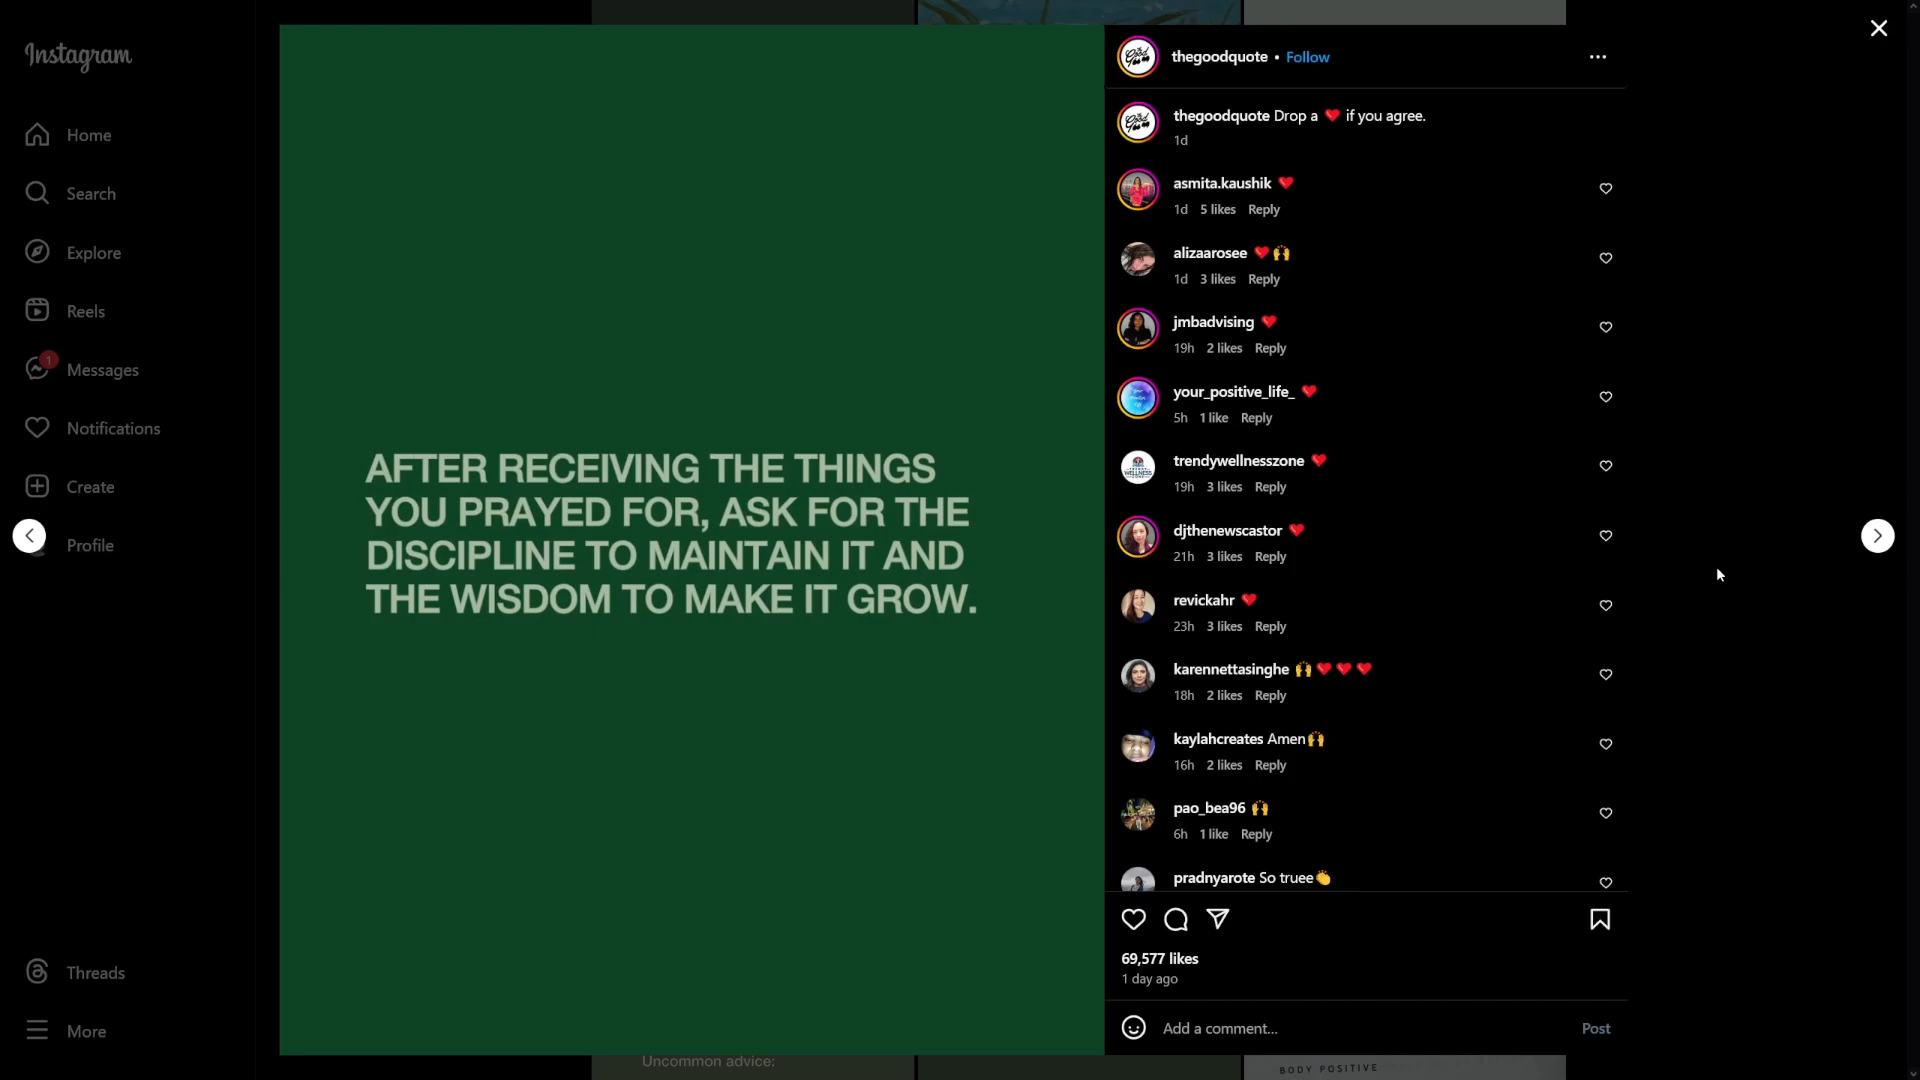 Instagram
Home
Search
Explore
Reels
1
Messages
Notifications
Create
Profile
Threads
More
AFTER RECEIVING THE THINGS
YOU PRAYED FOR, ASK FOR THE
DISCIPLINE TO MAINTAIN IT AND
THE WISDOM TO MAKE IT GROW.
Uncommon advice:
BODY POSITIVE
thegoodquote • Follow
thegoodquote Drop a ❤️ if you agree.
1d
asmita.kaushik ❤️
1d 5 likes Reply
alizaarosee ❤️🙌
1d 3 likes Reply
jmbadvising ❤️
19h 2 likes Reply
your_positive_life_ ❤️
5h 1 like Reply
trendywellnesszone ❤️
19h 3 likes Reply
djthenewscastor ❤️
21h 3 likes Reply
revickahr ❤️
23h 3 likes Reply
karennettasinghe 🙌❤️❤️❤️
18h 2 likes Reply
kaylahcreates Amen🙌
16h 2 likes Reply
pao_bea96 🙌
6h 1 like Reply
pradnyarote So truee👏
69,577 likes
1 day ago
Add a comment...
Post